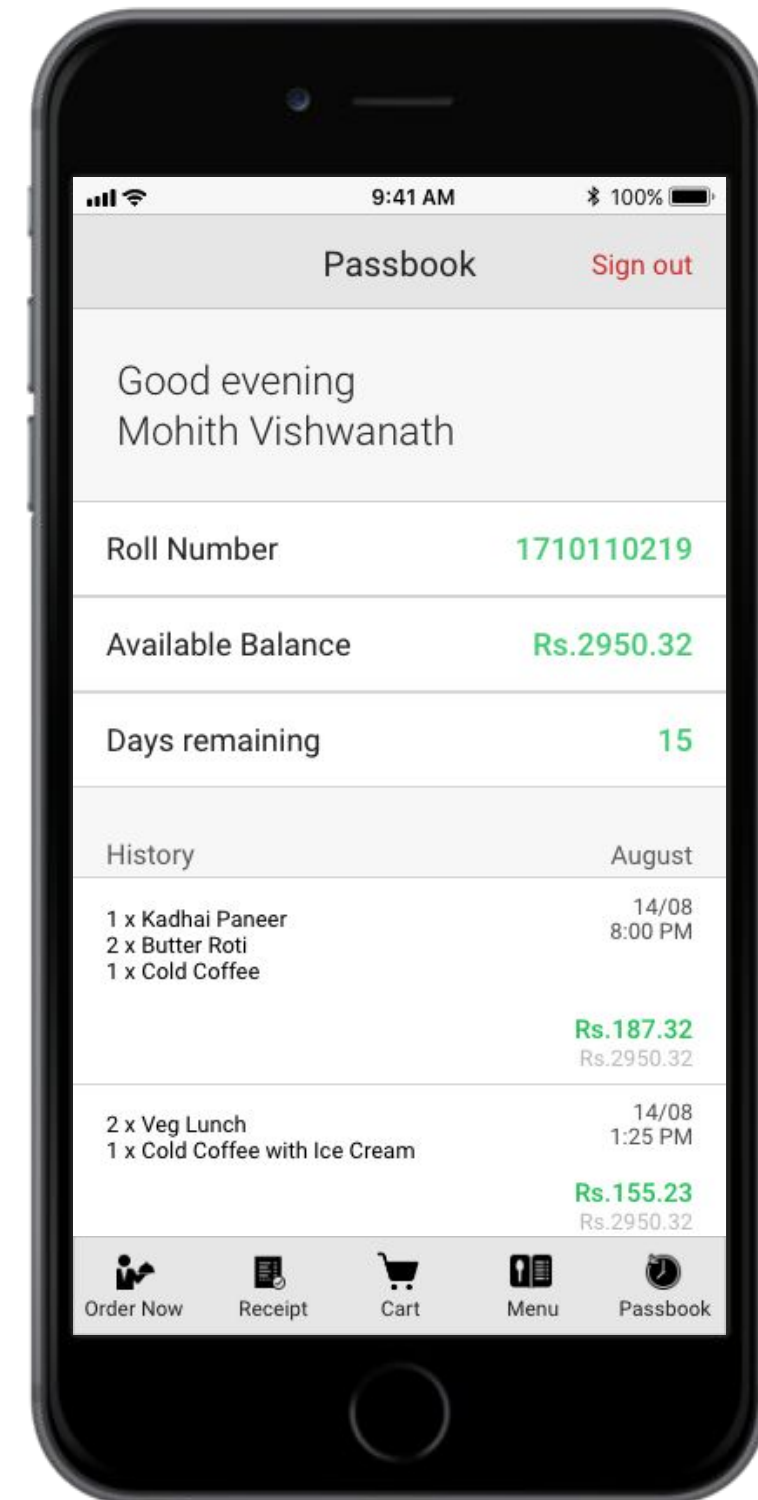 9:41 AM 100%
Passbook Sign out
Good evening
Mohith Vishwanath
Roll Number 1710110219
Available Balance Rs.2950.32
Days remaining 15
History August
1 x Kadhai Paneer 14/08
2 x Butter Roti 8:00 PM
1 x Cold Coffee
Rs.187.32
Rs.2950.32
2 x Veg Lunch 14/08
1 x Cold Coffee with Ice Cream 1:25 PM
Rs.155.23
Rs.2950.32
Order Now Receipt Cart Menu Passbook